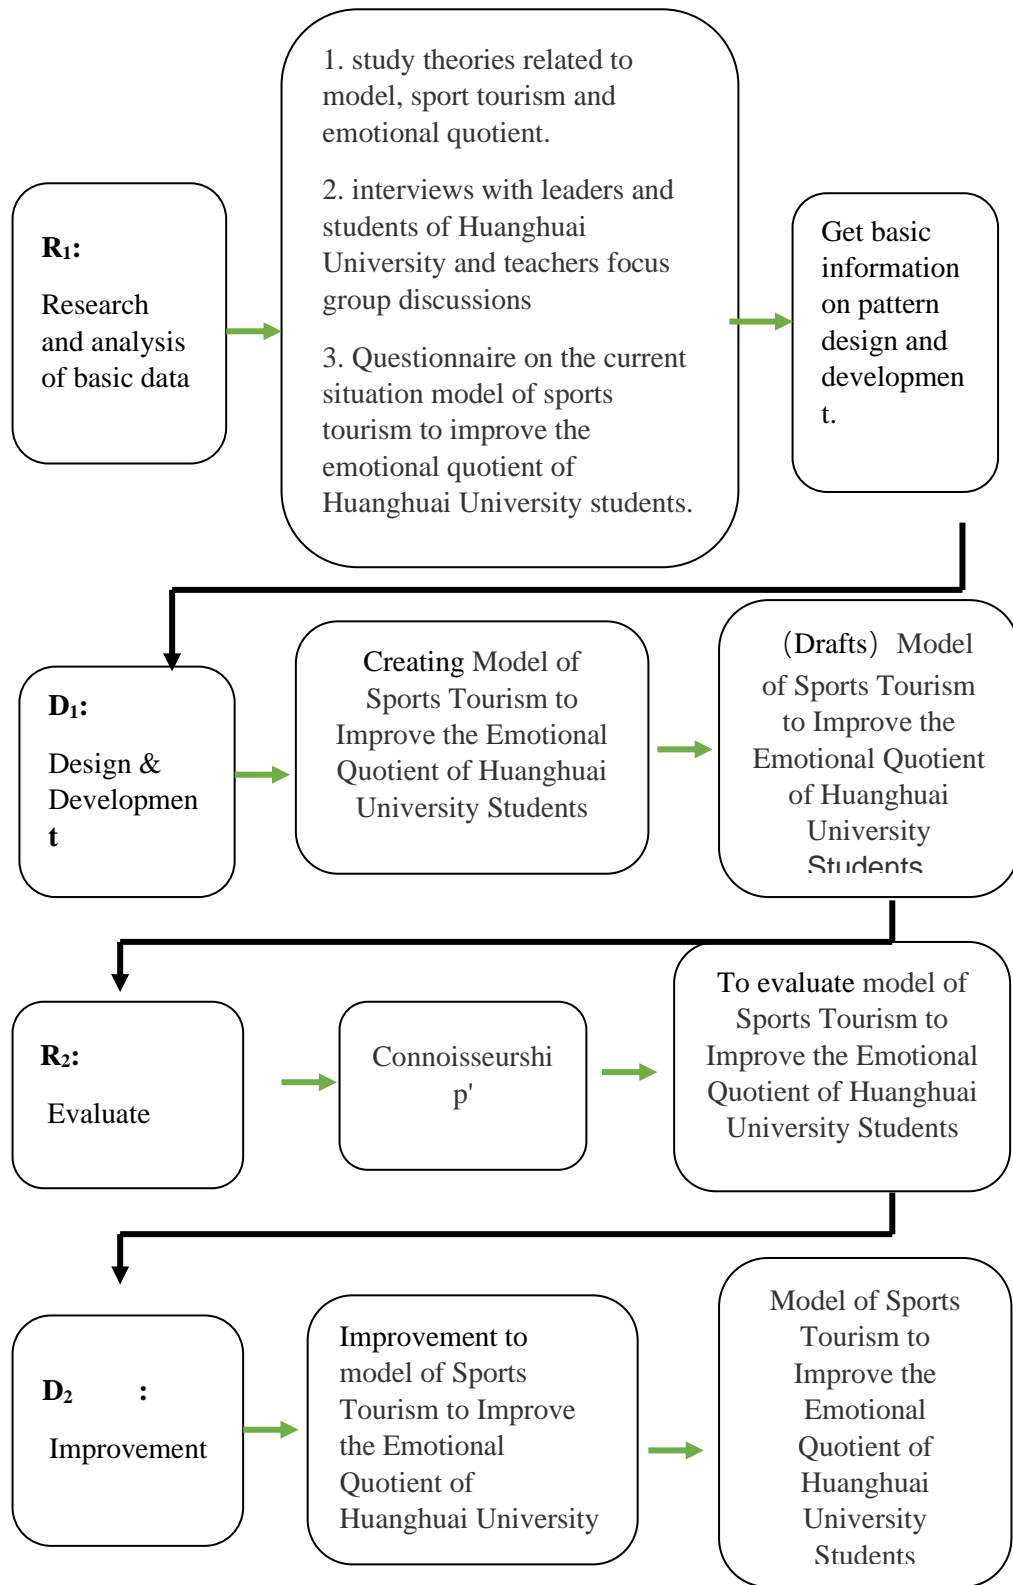 R₁:
Research
and analysis
of basic data
1. study theories related to
model, sport tourism and
emotional quotient.
2. interviews with leaders and
students of Huanghuai
University and teachers focus
group discussions
3. Questionnaire on the current
situation model of sports
tourism to improve the
emotional quotient of
Huanghuai University students.
Get basic
information
on pattern
design and
developmen
t.
D₁:
Design &
Developmen
t
Creating Model of
Sports Tourism to
Improve the Emotional
Quotient of Huanghuai
University Students
（Drafts）Model
of Sports Tourism
to Improve the
Emotional Quotient
of Huanghuai
University
Students
R₂:
Evaluate
Connoisseurshi
p'
To evaluate model of
Sports Tourism to
Improve the Emotional
Quotient of Huanghuai
University Students
D₂ :
Improvement
Improvement to
model of Sports
Tourism to Improve
the Emotional
Quotient of
Huanghuai University
Model of Sports
Tourism to
Improve the
Emotional
Quotient of
Huanghuai
University
Students